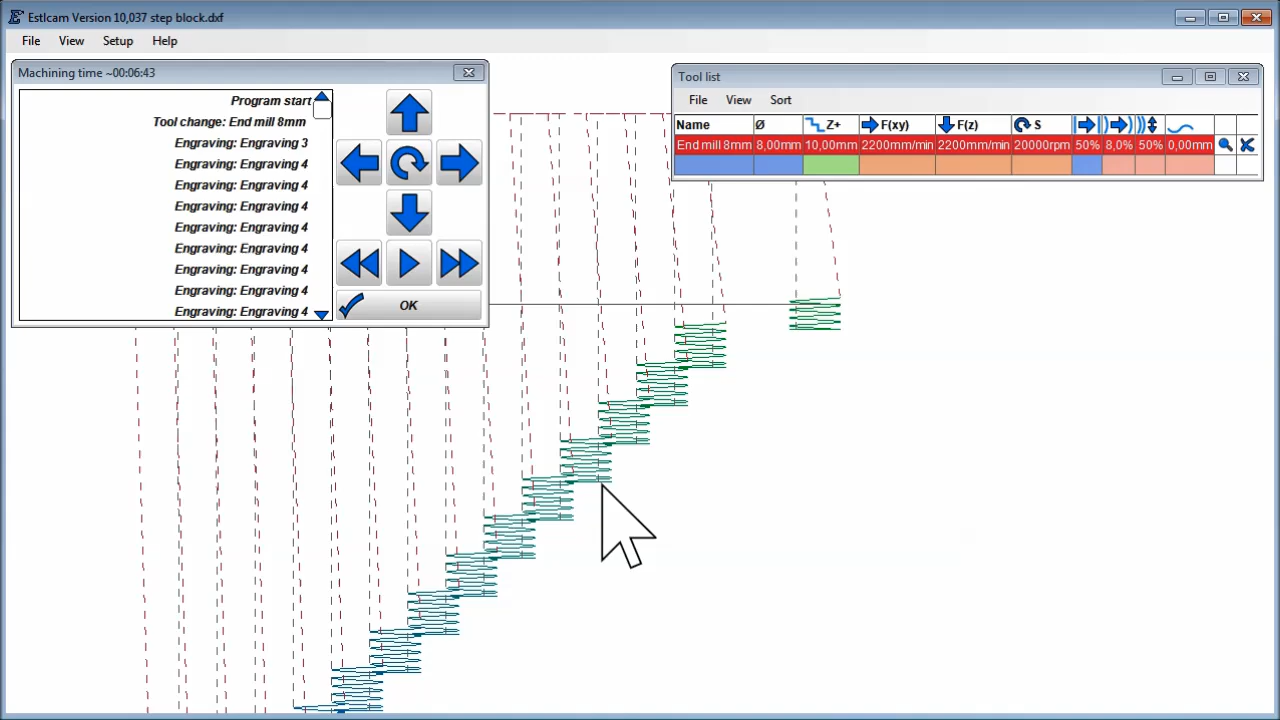 Estlcam Version 10,037 step block.dxf
File View Setup Help
Machining time ~00:06:43
Program start
Tool change: End mill 8mm
Engraving: Engraving 3
Engraving: Engraving 4
Engraving: Engraving 4
Engraving: Engraving 4
Engraving: Engraving 4
Engraving: Engraving 4
Engraving: Engraving 4
Engraving: Engraving 4
Engraving: Engraving 4
OK
Tool list
File View Sort
Name Ø Z+ F(xy) F(z) S
End mill 8mm 8,00mm 10,00mm 2200mm/min 2200mm/min 20000rpm 50% 8,0% 50% 0,00mm